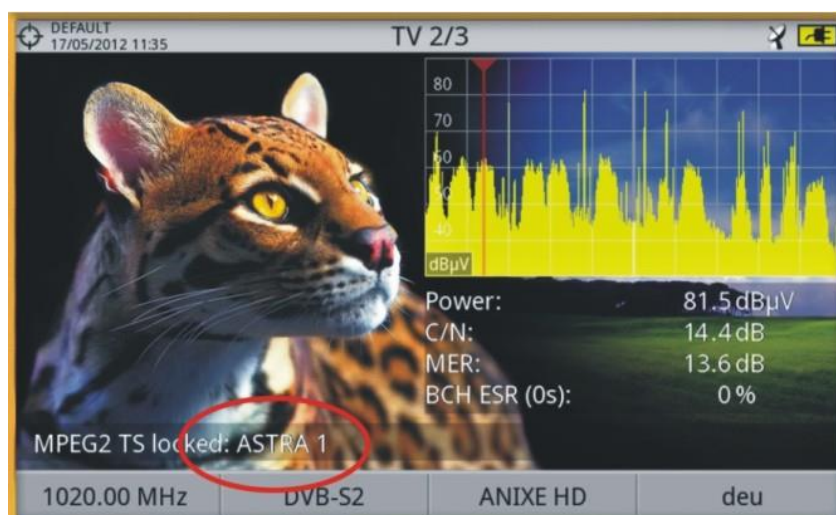 DEFAULT
17/05/2012 11:35
TV 2/3
80
70
60
50
40
dBµV
Power: 81.5 dBµV
C/N: 14.4 dB
MER: 13.6 dB
BCH ESR (0s): 0 %
MPEG2 TS locked: ASTRA 1
1020.00 MHz DVB-S2 ANIXE HD deu